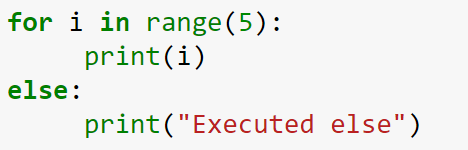 for i in range(5):
    print(i)
else:
    print("Executed else")